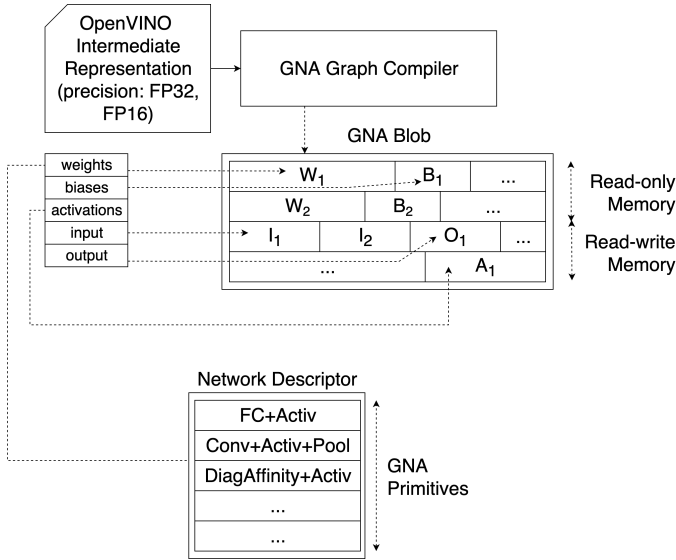 OpenVINO
Intermediate
Representation
(precision: FP32,
FP16)
GNA Graph Compiler
GNA Blob
weights
biases
activations
input
output
W1 B1 ...
W2 B2 ...
I1 I2 O1 ...
... A1
Read-only
Memory
Read-write
Memory
Network Descriptor
FC+Activ
Conv+Activ+Pool
DiagAffinity+Activ
...
...
GNA
Primitives